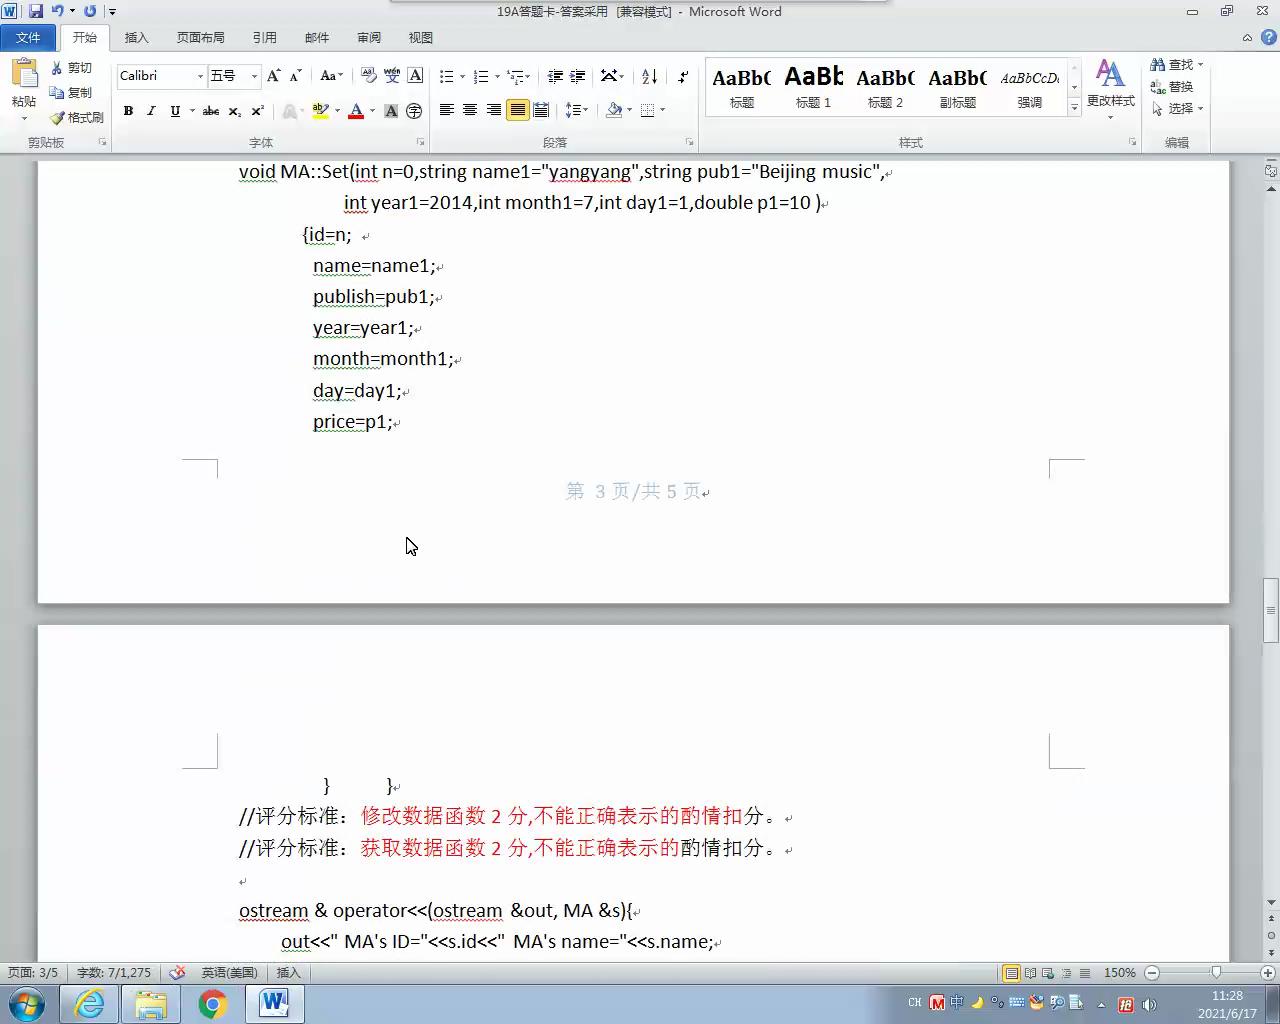 19A答题卡-答案采用 [兼容模式] - Microsoft Word
文件 开始 插入 页面布局 引用 邮件 审阅 视图
粘贴 剪切 复制 格式刷
Calibri 五号
AaBb( AaBb AaBb( AaBb( AaBbCcD
标题 标题 1 标题 2 副标题 强调
更改样式
查找 替换 选择
剪贴板 字体 段落 样式 编辑
void MA::Set(int n=0,string name1="yangyang",string pub1="Beijing music",
int year1=2014,int month1=7,int day1=1,double p1=10 )
{id=n;
name=name1;
publish=pub1;
year=year1;
month=month1;
day=day1;
price=p1;
第 3 页/共 5 页
} }
//评分标准：修改数据函数 2 分,不能正确表示的酌情扣分。
//评分标准：获取数据函数 2 分,不能正确表示的酌情扣分。
ostream & operator<<(ostream &out, MA &s){
out<<" MA's ID="<<s.id<<" MA's name="<<s.name;
页面: 3/5 字数: 7/1,275 英语(美国) 插入 150%
CH 中 11:28
2021/6/17